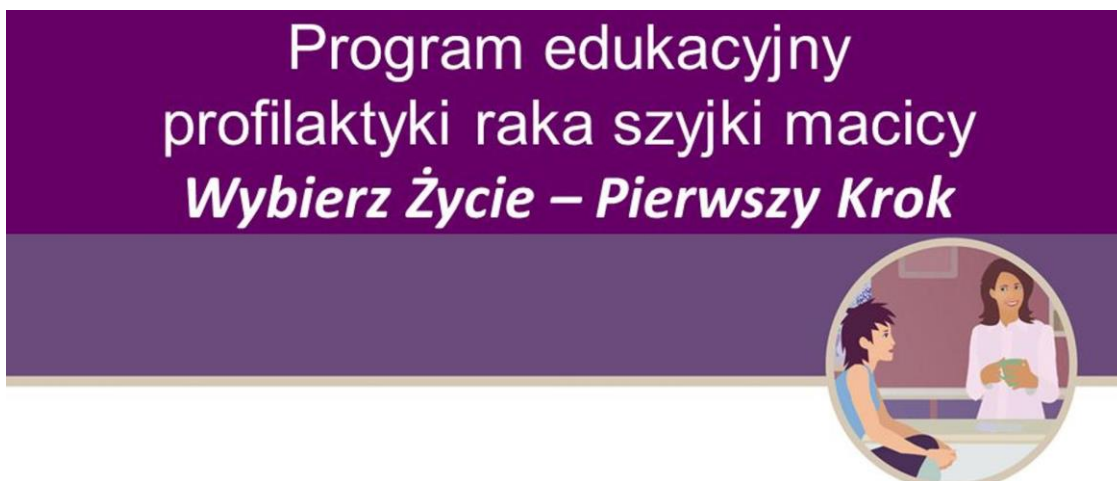 Program edukacyjny
profilaktyki raka szyjki macicy
Wybierz Życie – Pierwszy Krok